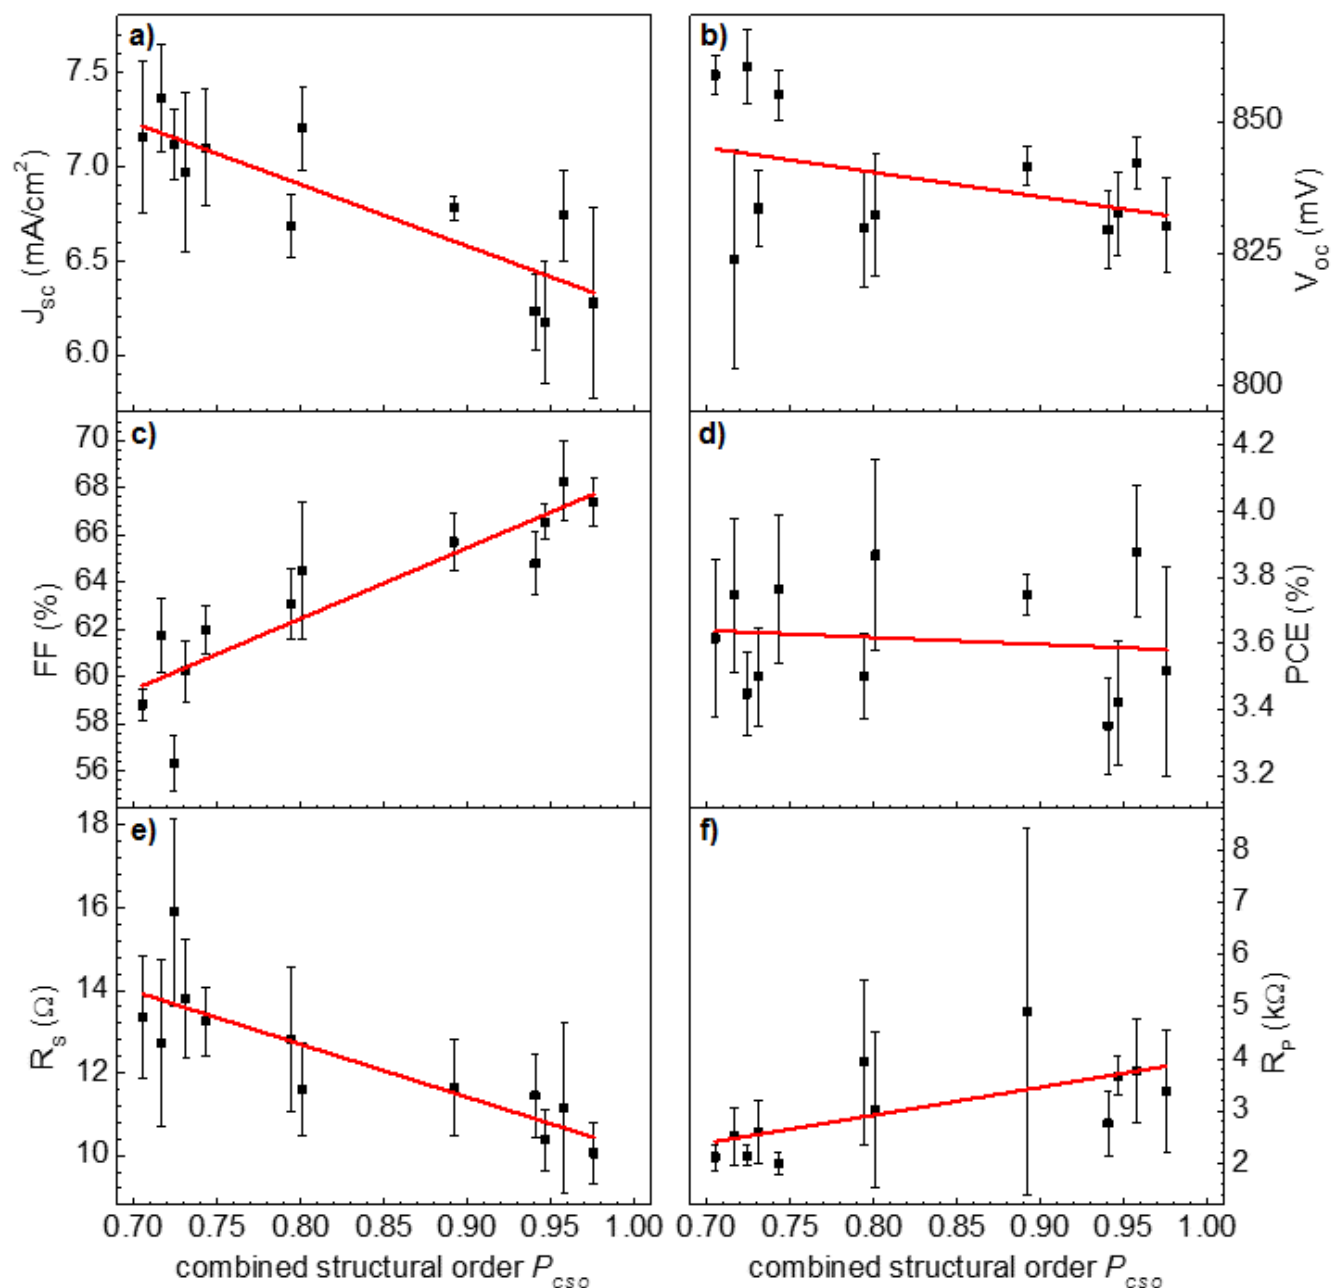 a)
7.5
7.0
6.5
6.0
J_sc (mA/cm²)
b)
850
825
800
V_oc (mV)
c)
70
68
66
64
62
60
58
56
FF (%)
d)
4.2
4.0
3.8
3.6
3.4
3.2
PCE (%)
e)
18
16
14
12
10
R_s (Ω)
f)
8
7
6
5
4
3
2
R_P (kΩ)
0.70 0.75 0.80 0.85 0.90 0.95 1.00
combined structural order P_cso
0.70 0.75 0.80 0.85 0.90 0.95 1.00
combined structural order P_cso